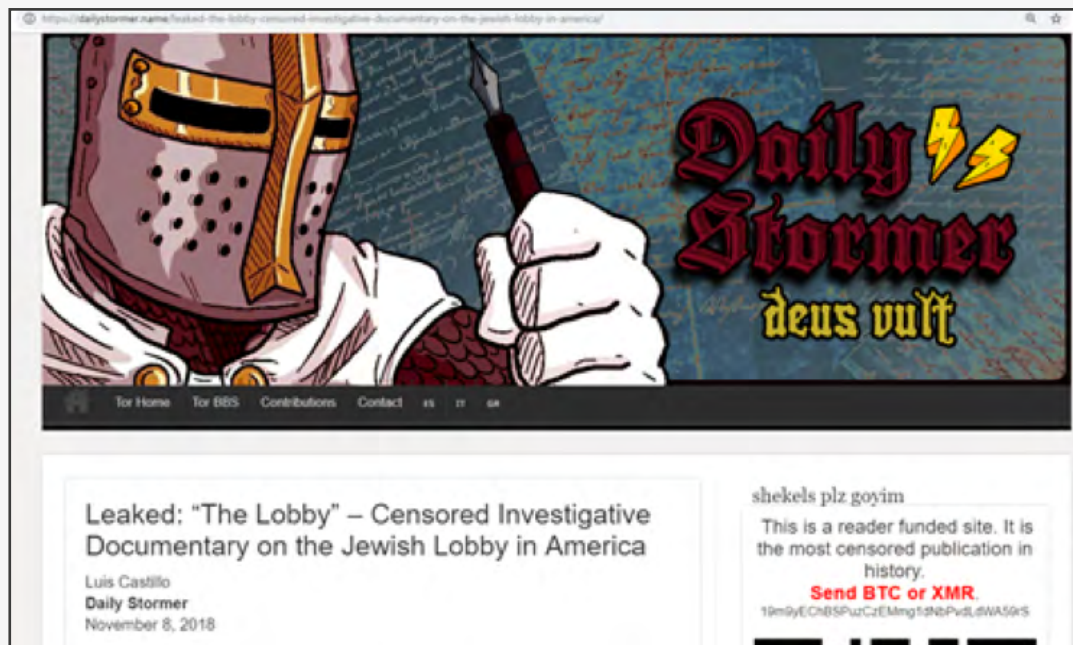 https://dailystormer.name/leaked-the-lobby-censored-investigative-documentary-on-the-jewish-lobby-in-america/
Daily
Stormer
deus vult
Tor Home Tor BBS Contributions Contact ES IT GR
Leaked: “The Lobby” – Censored Investigative
Documentary on the Jewish Lobby in America
Luis Castillo
Daily Stormer
November 8, 2018
shekels plz goyim
This is a reader funded site. It is
the most censored publication in
history.
Send BTC or XMR.